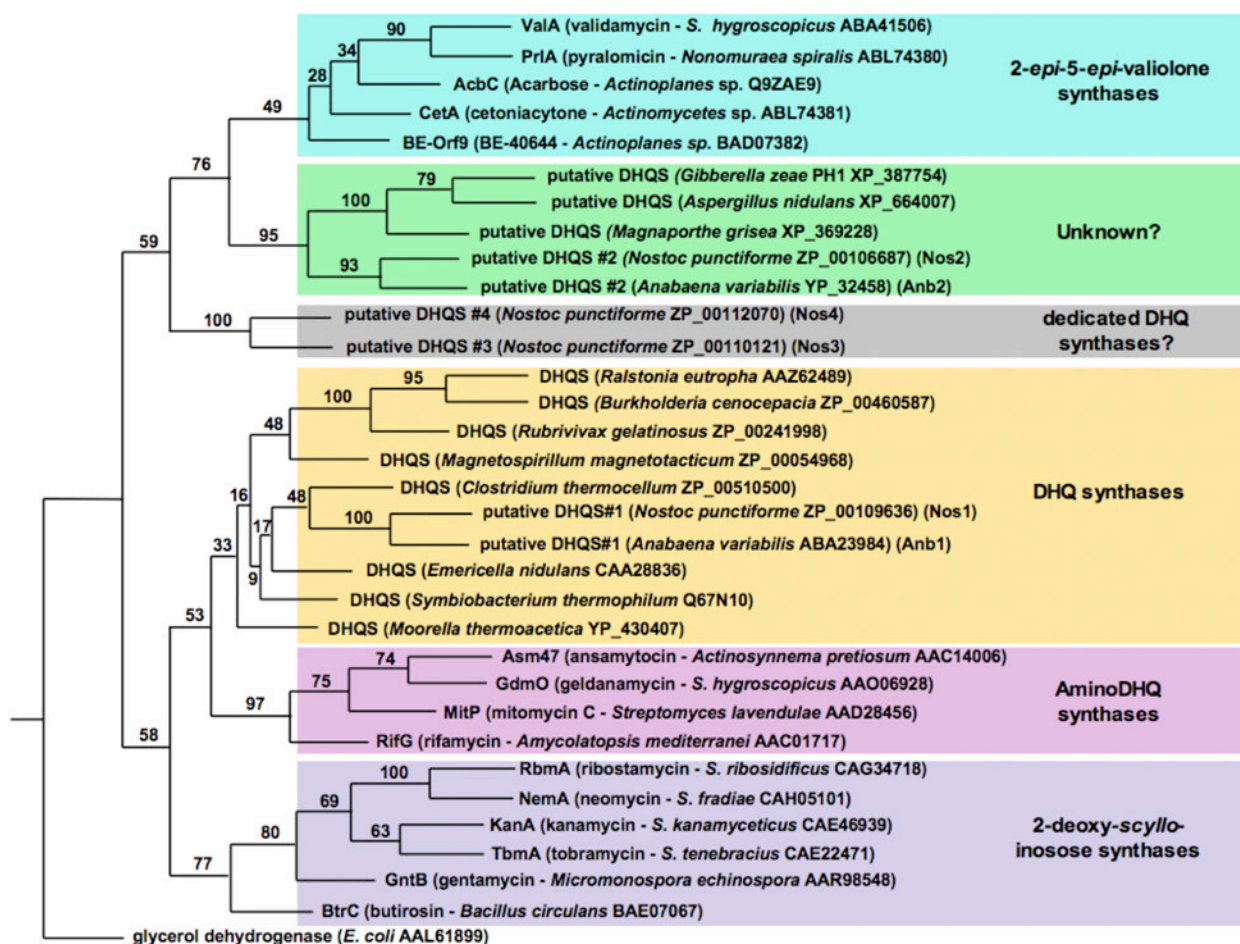 90
ValA (validamycin - S. hygroscopicus ABA41506)
34
PrlA (pyralomicin - Nonomuraea spiralis ABL74380)
28
AcbC (Acarbose - Actinoplanes sp. Q9ZAE9)
2-epi-5-epi-valiolone
synthases
49
CetA (cetoniacytone - Actinomycetes sp. ABL74381)
BE-Orf9 (BE-40644 - Actinoplanes sp. BAD07382)
76
79
putative DHQS (Gibberella zeae PH1 XP_387754)
putative DHQS (Aspergillus nidulans XP_664007)
100
putative DHQS (Magnaporthe grisea XP_369228)
Unknown?
59
95
putative DHQS #2 (Nostoc punctiforme ZP_00106687) (Nos2)
93
putative DHQS #2 (Anabaena variabilis YP_32458) (Anb2)
100
putative DHQS #4 (Nostoc punctiforme ZP_00112070) (Nos4)
dedicated DHQ
synthases?
putative DHQS #3 (Nostoc punctiforme ZP_00110121) (Nos3)
95
DHQS (Ralstonia eutropha AAZ62489)
100
DHQS (Burkholderia cenocepacia ZP_00460587)
48
DHQS (Rubrivivax gelatinosus ZP_00241998)
DHQS (Magnetospirillum magnetotacticum ZP_00054968)
16
48
DHQS (Clostridium thermocellum ZP_00510500)
DHQ synthases
17
100
putative DHQS#1 (Nostoc punctiforme ZP_00109636) (Nos1)
33
putative DHQS#1 (Anabaena variabilis ABA23984) (Anb1)
9
DHQS (Emericella nidulans CAA28836)
DHQS (Symbiobacterium thermophilum Q67N10)
53
DHQS (Moorella thermoacetica YP_430407)
74
Asm47 (ansamytocin - Actinosynnema pretiosum AAC14006)
75
GdmO (geldanamycin - S. hygroscopicus AAO06928)
AminoDHQ
synthases
97
MitP (mitomycin C - Streptomyces lavendulae AAD28456)
58
RifG (rifamycin - Amycolatopsis mediterranei AAC01717)
100
RbmA (ribostamycin - S. ribosidificus CAG34718)
69
NemA (neomycin - S. fradiae CAH05101)
80
63
KanA (kanamycin - S. kanamyceticus CAE46939)
2-deoxy-scyllo-
inosose synthases
TbmA (tobramycin - S. tenebracius CAE22471)
77
GntB (gentamycin - Micromonospora echinospora AAR98548)
BtrC (butirosin - Bacillus circulans BAE07067)
glycerol dehydrogenase (E. coli AAL61899)